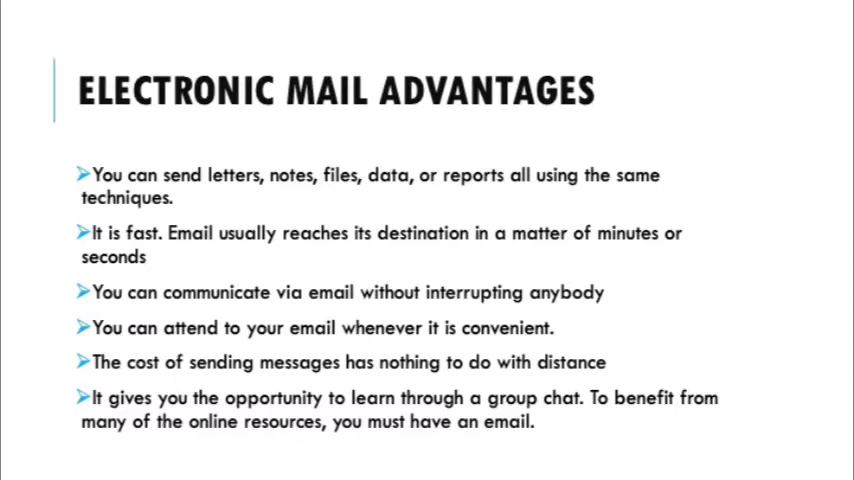 ELECTRONIC MAIL ADVANTAGES
➢You can send letters, notes, files, data, or reports all using the same
techniques.
➢It is fast. Email usually reaches its destination in a matter of minutes or
seconds
➢You can communicate via email without interrupting anybody
➢You can attend to your email whenever it is convenient.
➢The cost of sending messages has nothing to do with distance
➢It gives you the opportunity to learn through a group chat. To benefit from
many of the online resources, you must have an email.